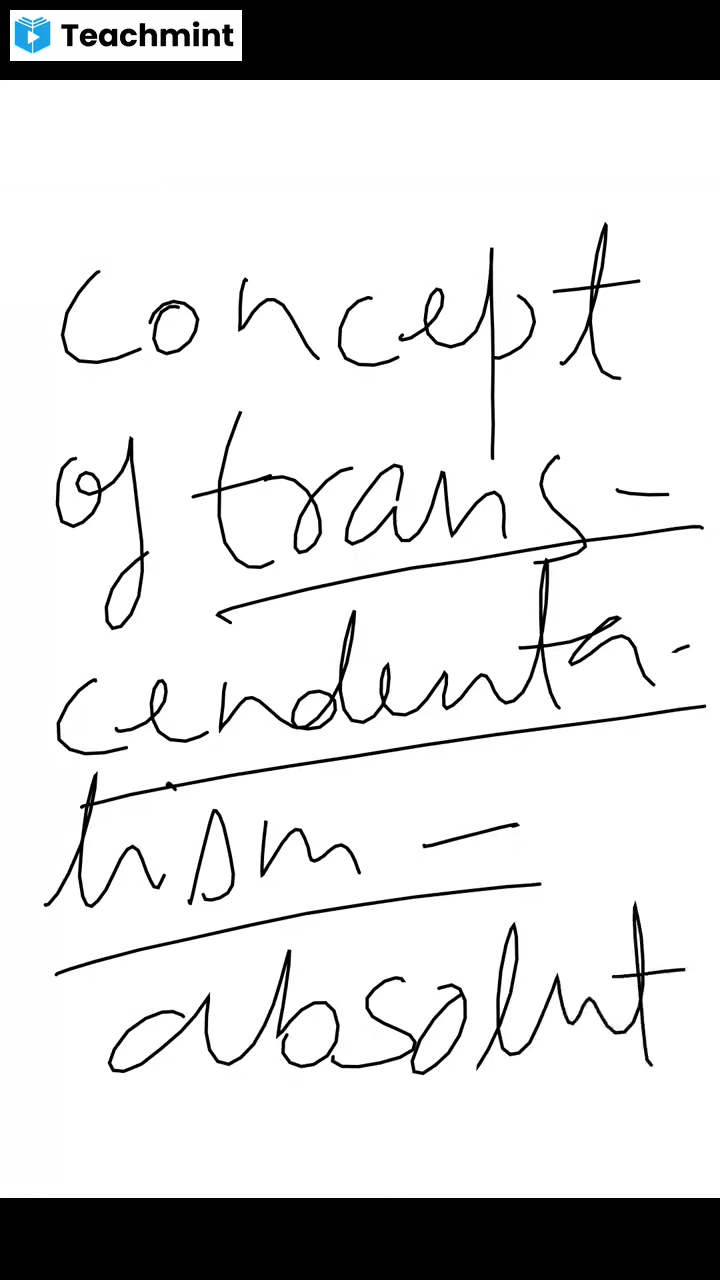 Teachmint
concept
of trans-
cendenta-
lism -
absolut